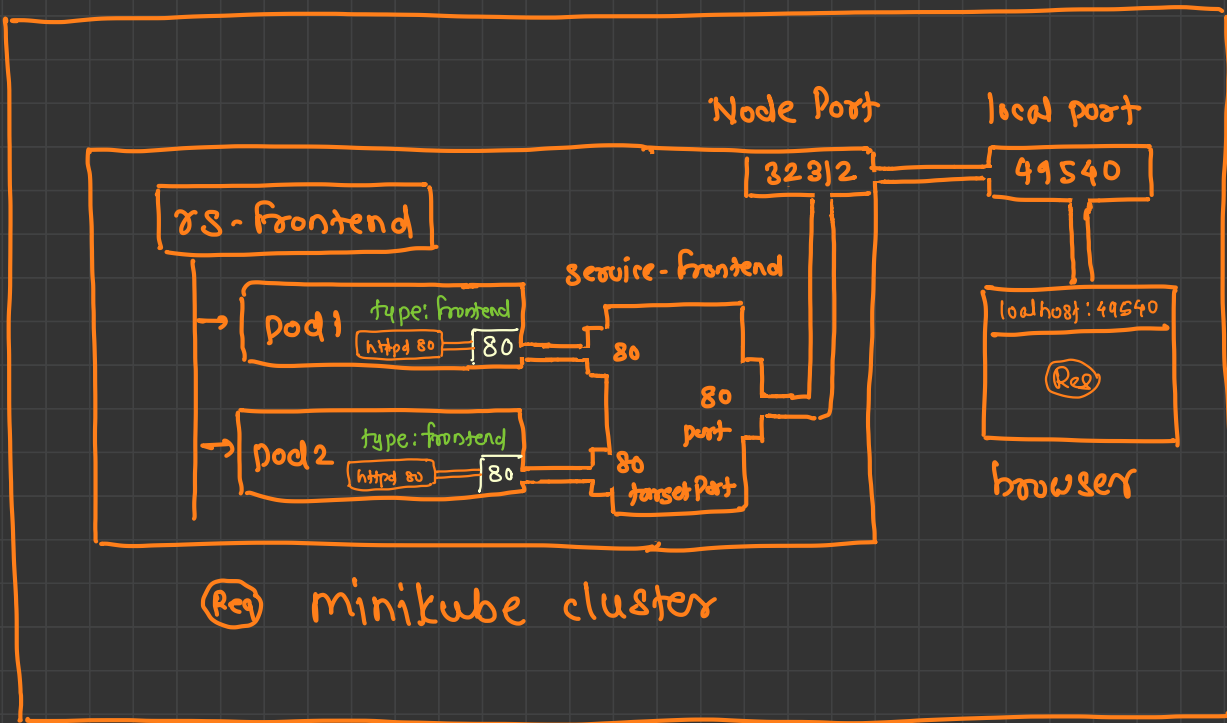 Node Port
local port
32312
49540
rs-frontend
service-frontend
type: frontend
Pod1
httpd 80
80
80
80
port
type: frontend
Pod2
httpd 80
80
80
targetPort
localhost: 49540
Res
browser
Req
minikube cluster